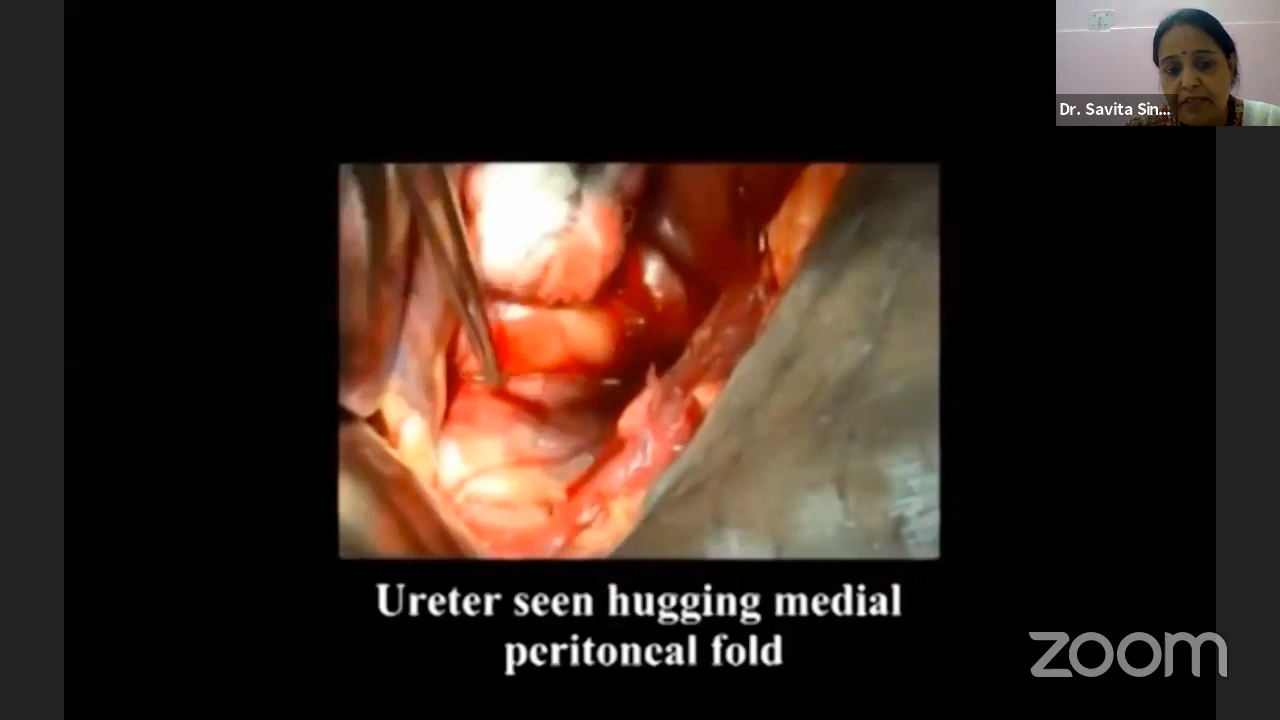 Dr. Savita Sin...
Ureter seen hugging medial
peritoneal fold
zoom